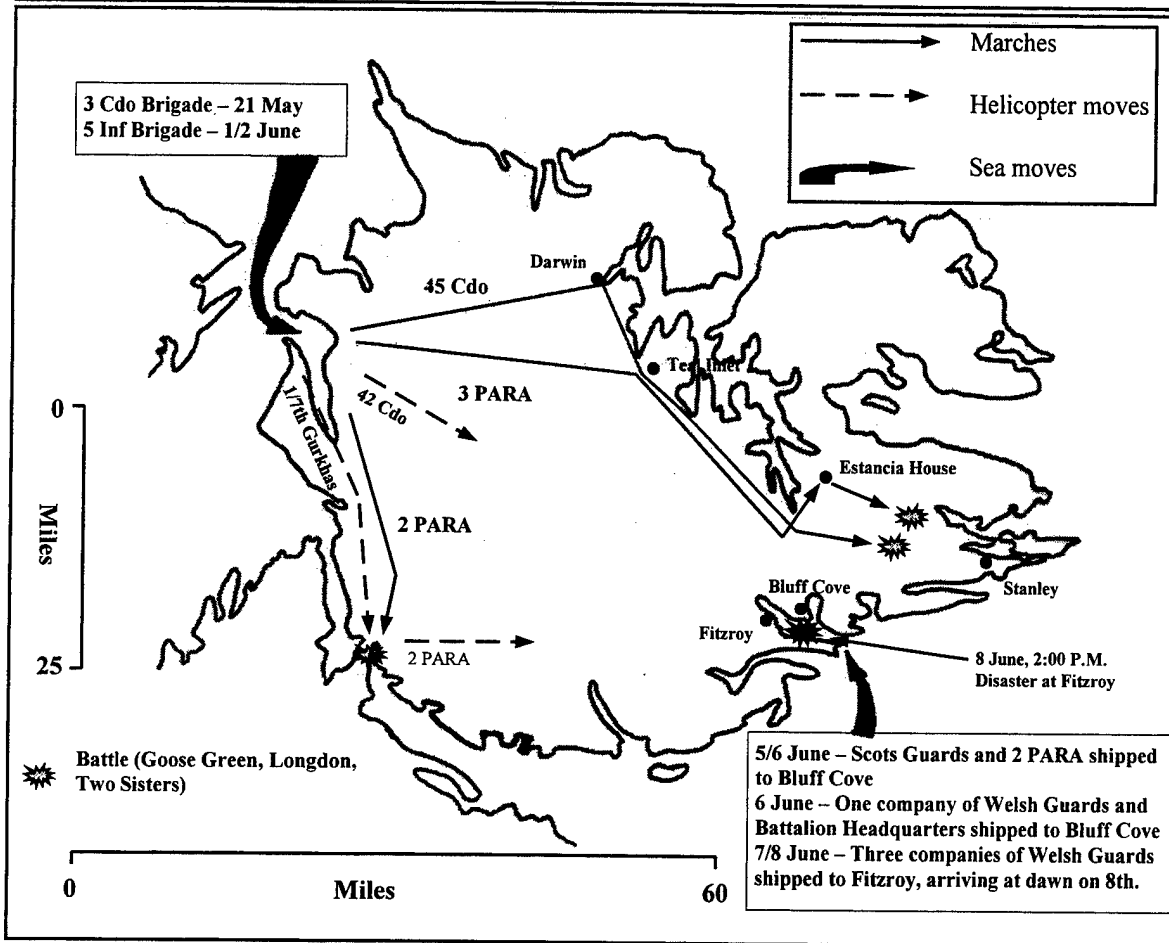 Marches
Helicopter moves
Sea moves
3 Cdo Brigade – 21 May
5 Inf Brigade – 1/2 June
Darwin
45 Cdo
Teal Inlet
3 PARA
42 Cdo
1/7th Gurkhas
0
Miles
25
2 PARA
Estancia House
Stanley
Bluff Cove
Fitzroy
2 PARA
8 June, 2:00 P.M.
Disaster at Fitzroy
Battle (Goose Green, Longdon,
Two Sisters)
5/6 June – Scots Guards and 2 PARA shipped
to Bluff Cove
6 June – One company of Welsh Guards and
Battalion Headquarters shipped to Bluff Cove
7/8 June – Three companies of Welsh Guards
shipped to Fitzroy, arriving at dawn on 8th.
0
Miles
60